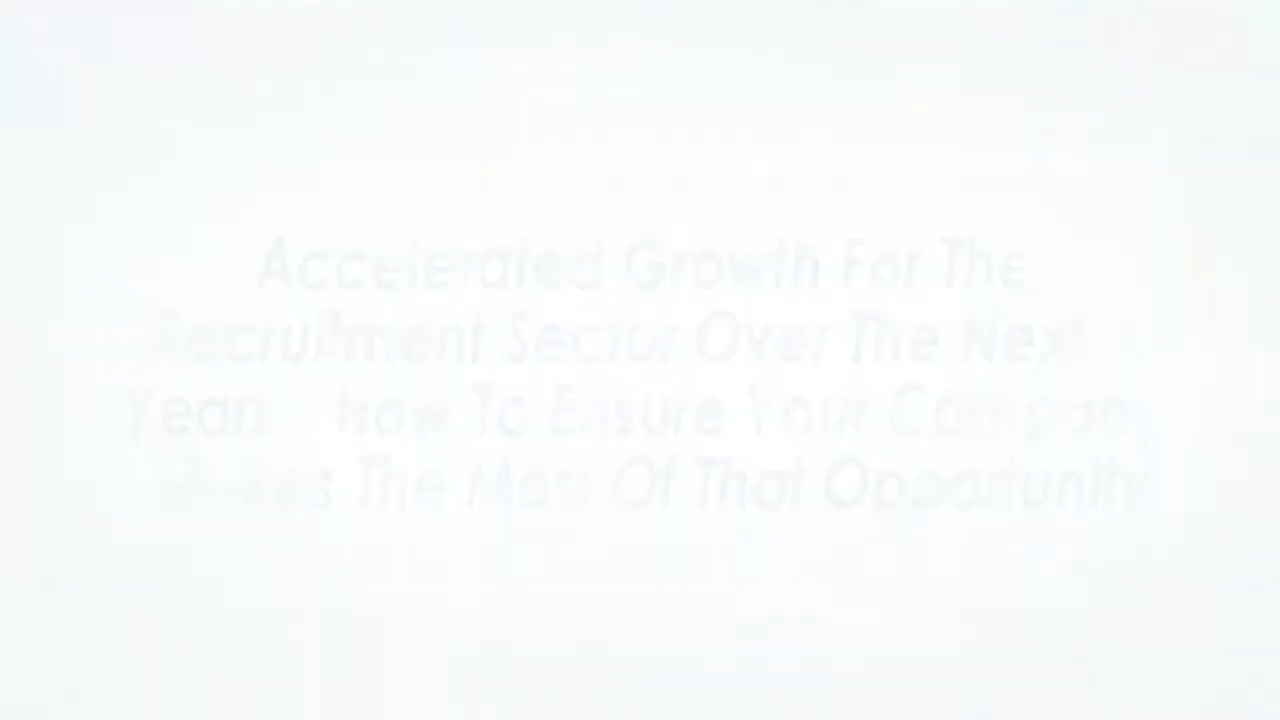 Accelerated Growth For The
Recruitment Sector Over The Next
Years How To Ensure Your Company
The Most Of That Opportunity